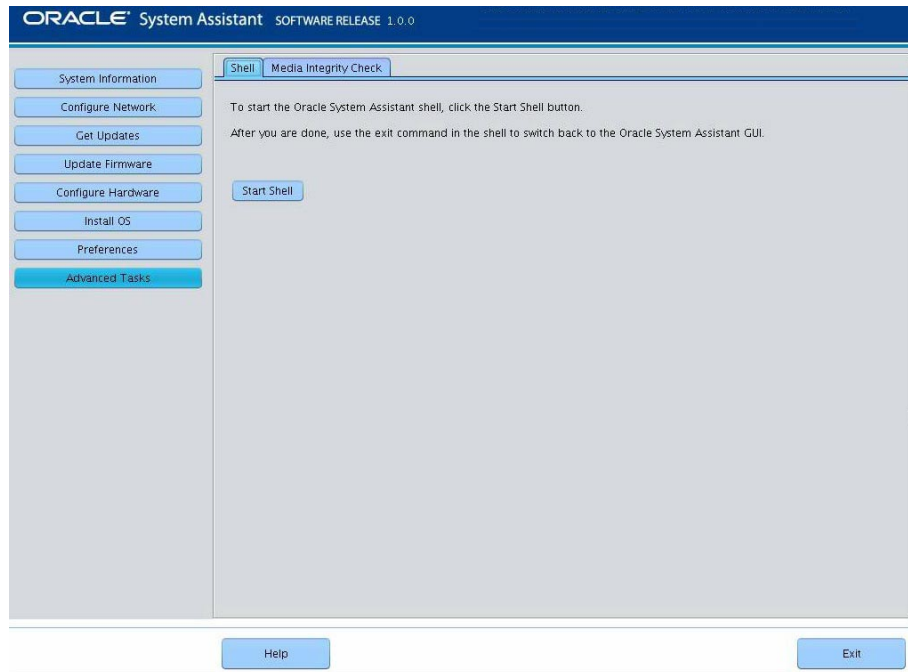 ORACLE® System Assistant SOFTWARE RELEASE 1.0.0
System Information
Configure Network
Get Updates
Update Firmware
Configure Hardware
Install OS
Preferences
Advanced Tasks
Shell Media Integrity Check
To start the Oracle System Assistant shell, click the Start Shell button.
After you are done, use the exit command in the shell to switch back to the Oracle System Assistant GUI.
Start Shell
Help Exit